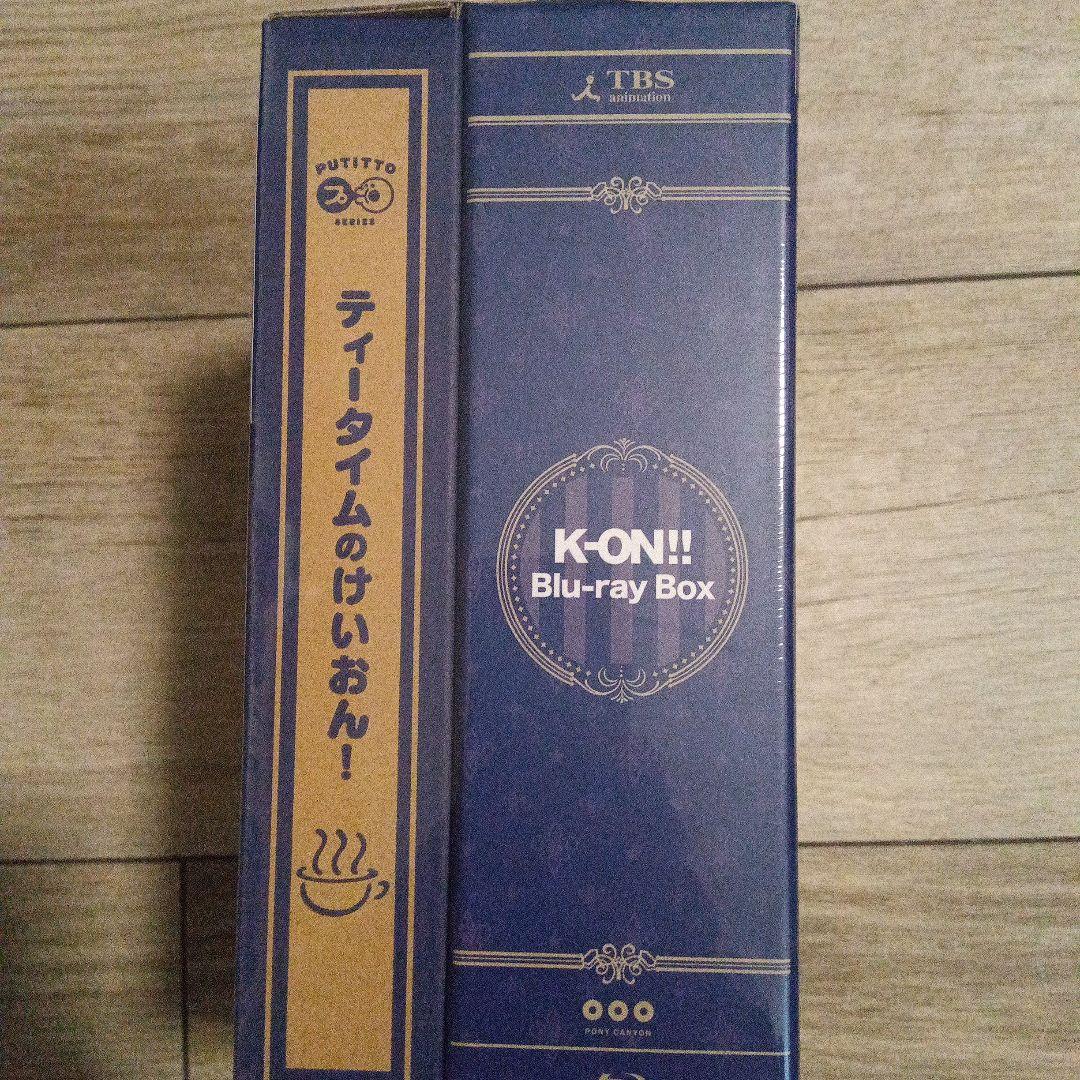 PUTITTO
プ
SERIES
ティータイムのけいおん!
TBS
animation
K-ON!!
Blu-ray Box
PONY CANYON